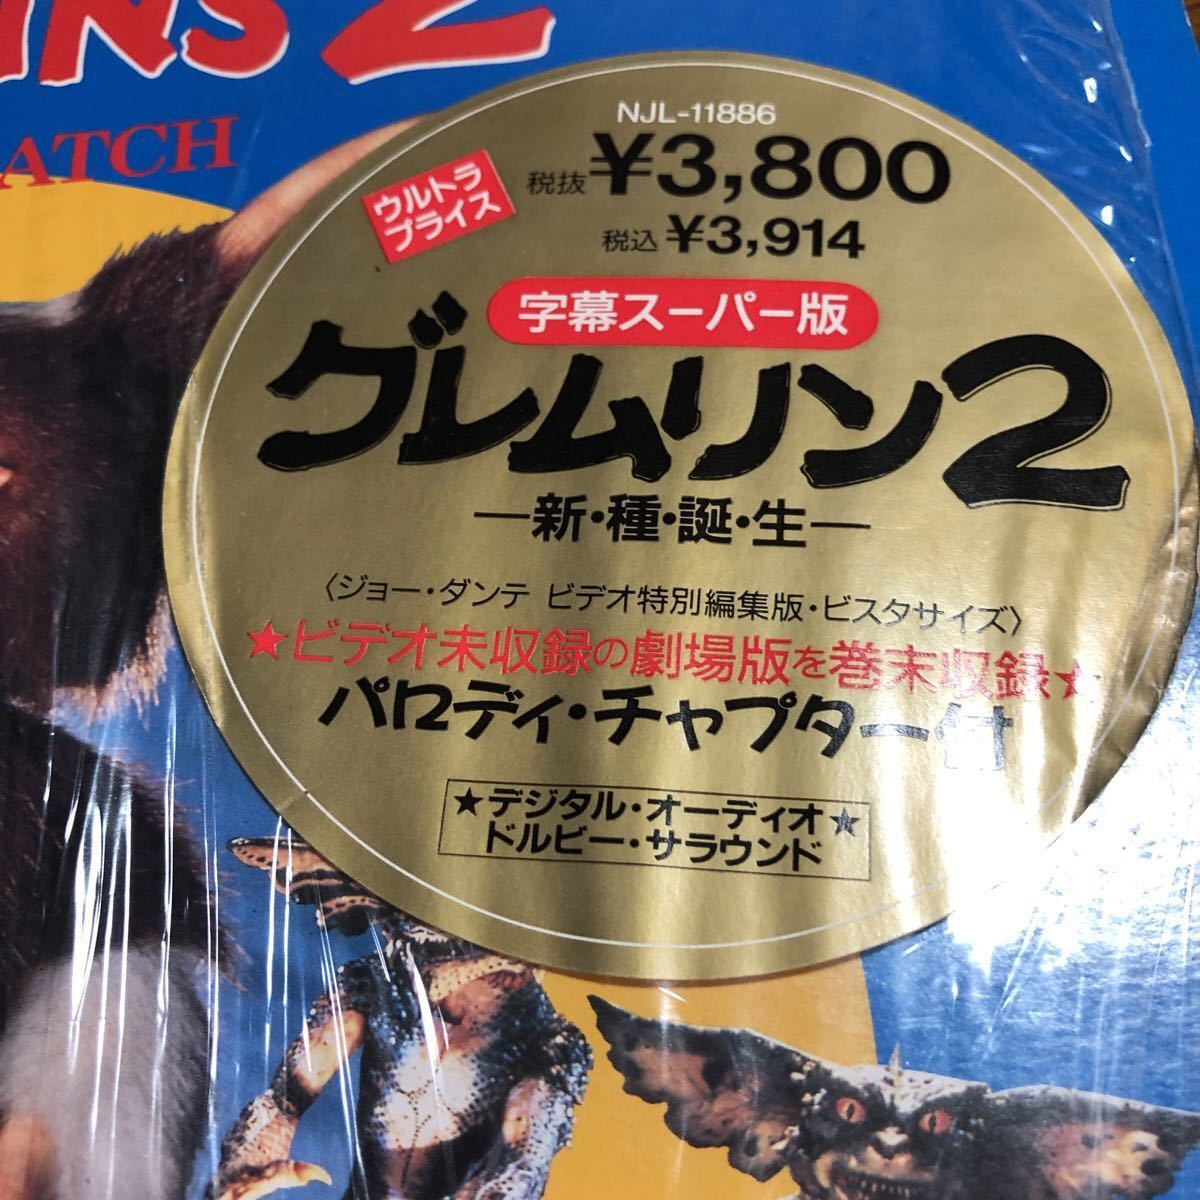 INS 2
ATCH
NJL-11886
ウルトラ
プライス
税抜 ¥3,800
税込 ¥3,914
字幕スーパー版
グレムリン2
—新・種・誕・生—
〈ジョー・ダンテ ビデオ特別編集版・ビスタサイズ〉
★ビデオ未収録の劇場版を巻末収録★
パロディ・チャプター付
★デジタル・オーディオ★
ドルビー・サラウンド